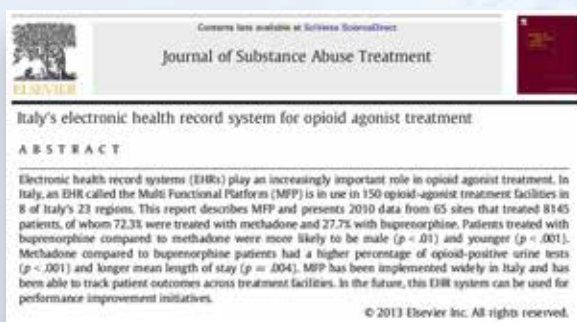 Contents lists available at SciVerse ScienceDirect
Journal of Substance Abuse Treatment
ELSEVIER
Italy's electronic health record system for opioid agonist treatment
ABSTRACT
Electronic health record systems (EHRs) play an increasingly important role in opioid agonist treatment. In
Italy, an EHR called the Multi Functional Platform (MFP) is in use in 150 opioid-agonist treatment facilities in
8 of Italy's 23 regions. This report describes MFP and presents 2010 data from 65 sites that treated 8145
patients, of whom 72.3% were treated with methadone and 27.7% with buprenorphine. Patients treated with
buprenorphine compared to methadone were more likely to be male (p < .01) and younger (p < .001).
Methadone compared to buprenorphine patients had a higher percentage of opioid-positive urine tests
(p < .001) and longer mean length of stay (p = .004). MFP has been implemented widely in Italy and has
been able to track patient outcomes across treatment facilities. In the future, this EHR system can be used for
performance improvement initiatives.
© 2013 Elsevier Inc. All rights reserved.